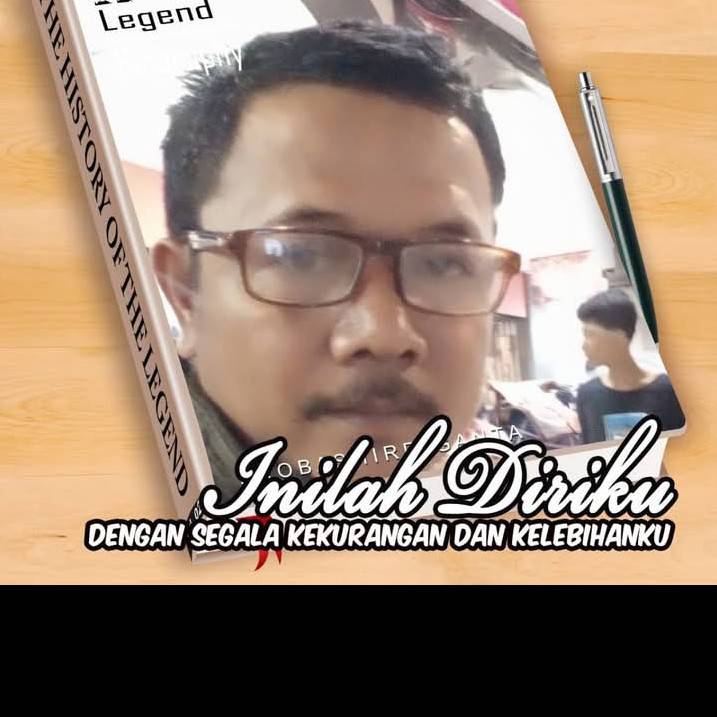 Legend
THE HISTORY OF THE LEGEND
Inilah Diriku
DENGAN SEGALA KEKURANGAN DAN KELEBIHANKU